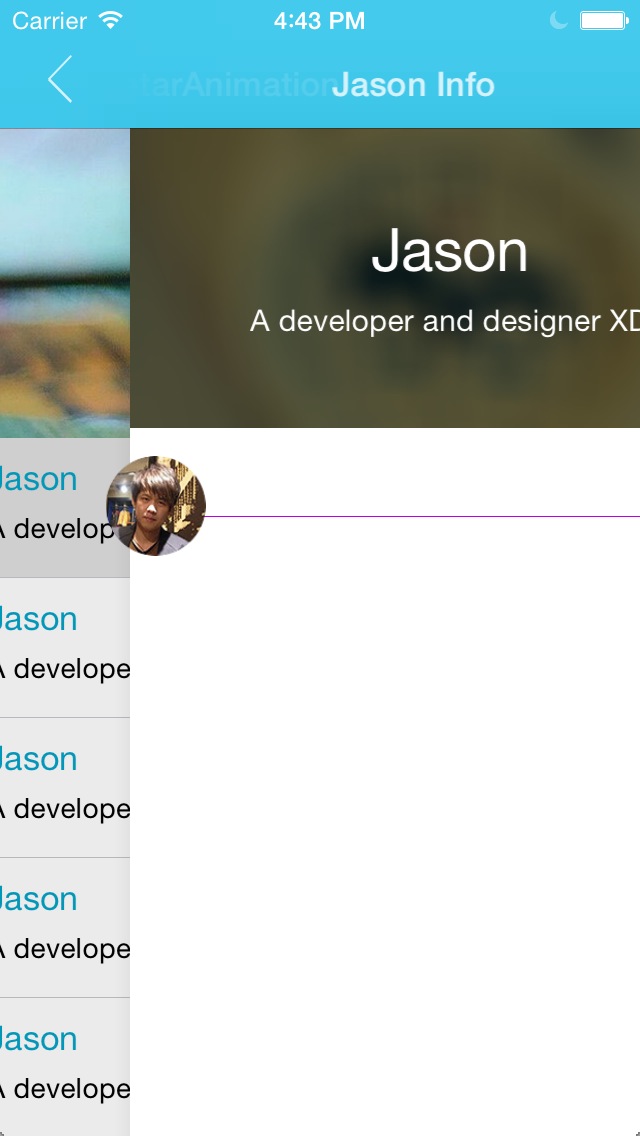 Carrier 4:43 PM
tarAnimation Jason Info
Jason
A developer and designer XD
Jason
A develop
Jason
A develope
Jason
A develope
Jason
A develope
Jason
A develope